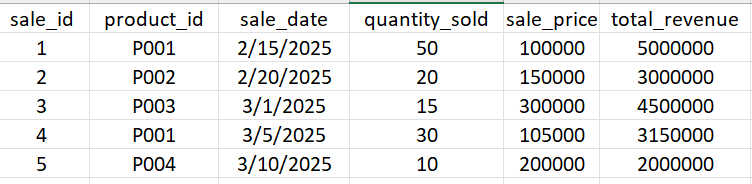 sale_id product_id sale_date quantity_sold sale_price total_revenue
1 P001 2/15/2025 50 100000 5000000
2 P002 2/20/2025 20 150000 3000000
3 P003 3/1/2025 15 300000 4500000
4 P001 3/5/2025 30 105000 3150000
5 P004 3/10/2025 10 200000 2000000